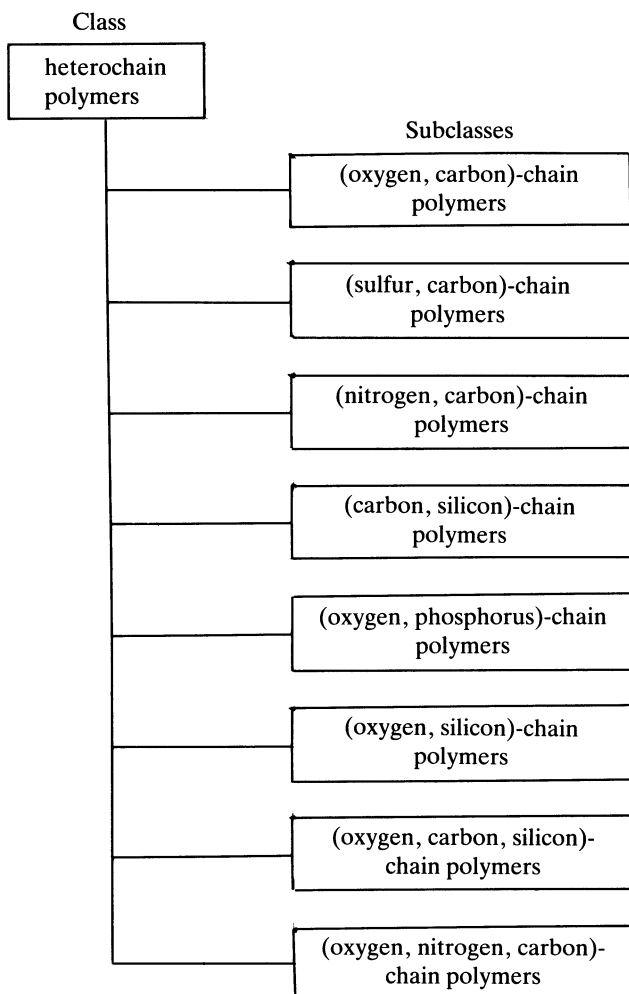 Class
heterochain
polymers
Subclasses
(oxygen, carbon)-chain
polymers
(sulfur, carbon)-chain
polymers
(nitrogen, carbon)-chain
polymers
(carbon, silicon)-chain
polymers
(oxygen, phosphorus)-chain
polymers
(oxygen, silicon)-chain
polymers
(oxygen, carbon, silicon)-
chain polymers
(oxygen, nitrogen, carbon)-
chain polymers